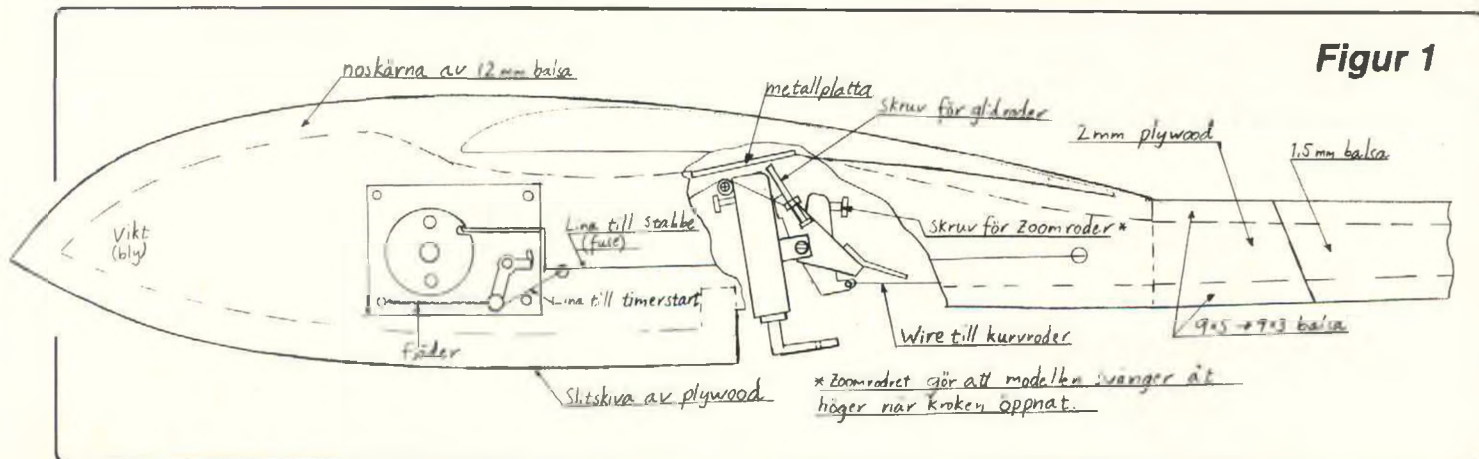 Figur 1
noskärna av 12 mm balsa
metallplatta
skruv för glidroder
2 mm plywood
1.5 mm balsa
Vikt
(bly)
Lina till stabbe
(fuse)
skruv för Zoomroder *
Lina till timerstart
fjäder
Wire till kurvroder
9×5 → 9×3 balsa
Slitskiva av plywood
* Zoomrodret gör att modellen svänger åt
höger när kroken öppnat.